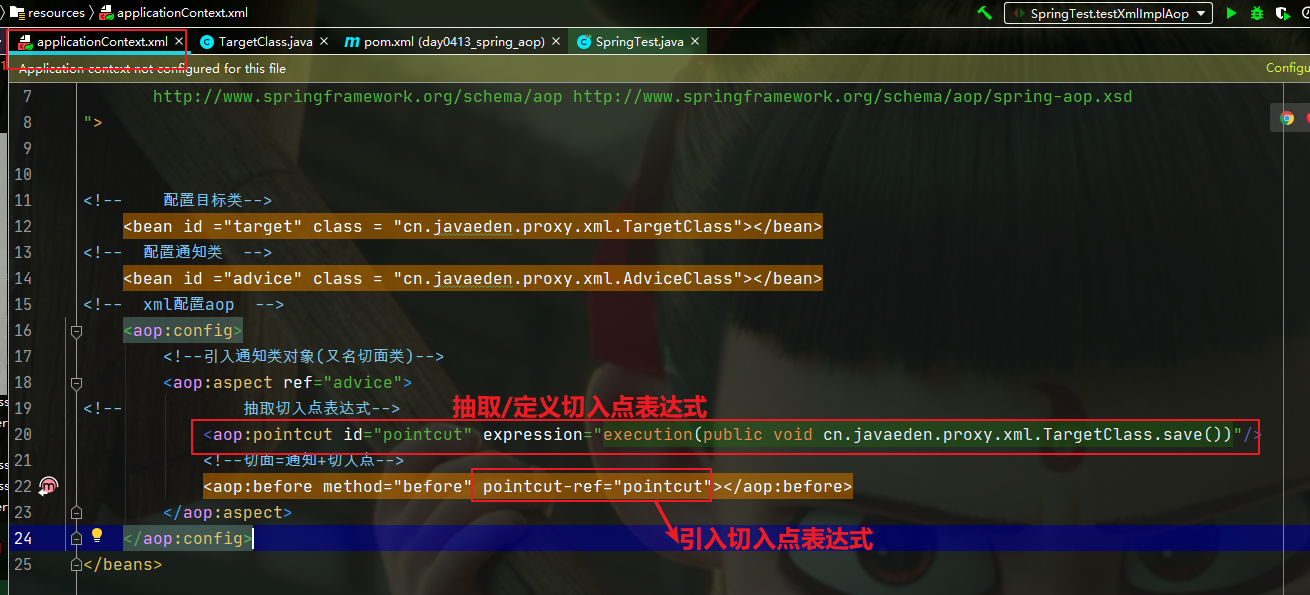 resources applicationContext.xml SpringTest.testXmlImplAop
applicationContext.xml TargetClass.java pom.xml (day0413_spring_aop) SpringTest.java
Application context not configured for this file Configu
7 http://www.springframework.org/schema/aop http://www.springframework.org/schema/aop/spring-aop.xsd
8 ">
9
10
11 <!-- 配置目标类-->
12 <bean id ="target" class = "cn.javaeden.proxy.xml.TargetClass"></bean>
13 <!-- 配置通知类 -->
14 <bean id ="advice" class = "cn.javaeden.proxy.xml.AdviceClass"></bean>
15 <!-- xml配置aop -->
16 <aop:config>
17 <!--引入通知类对象(又名切面类)-->
18 <aop:aspect ref="advice">
19 <!-- 抽取切入点表达式-->
抽取/定义切入点表达式
20 <aop:pointcut id="pointcut" expression="execution(public void cn.javaeden.proxy.xml.TargetClass.save())"/>
21 <!--切面=通知+切入点-->
22 <aop:before method="before" pointcut-ref="pointcut"></aop:before>
23 </aop:aspect>
24 </aop:config>
引入切入点表达式
25 </beans>